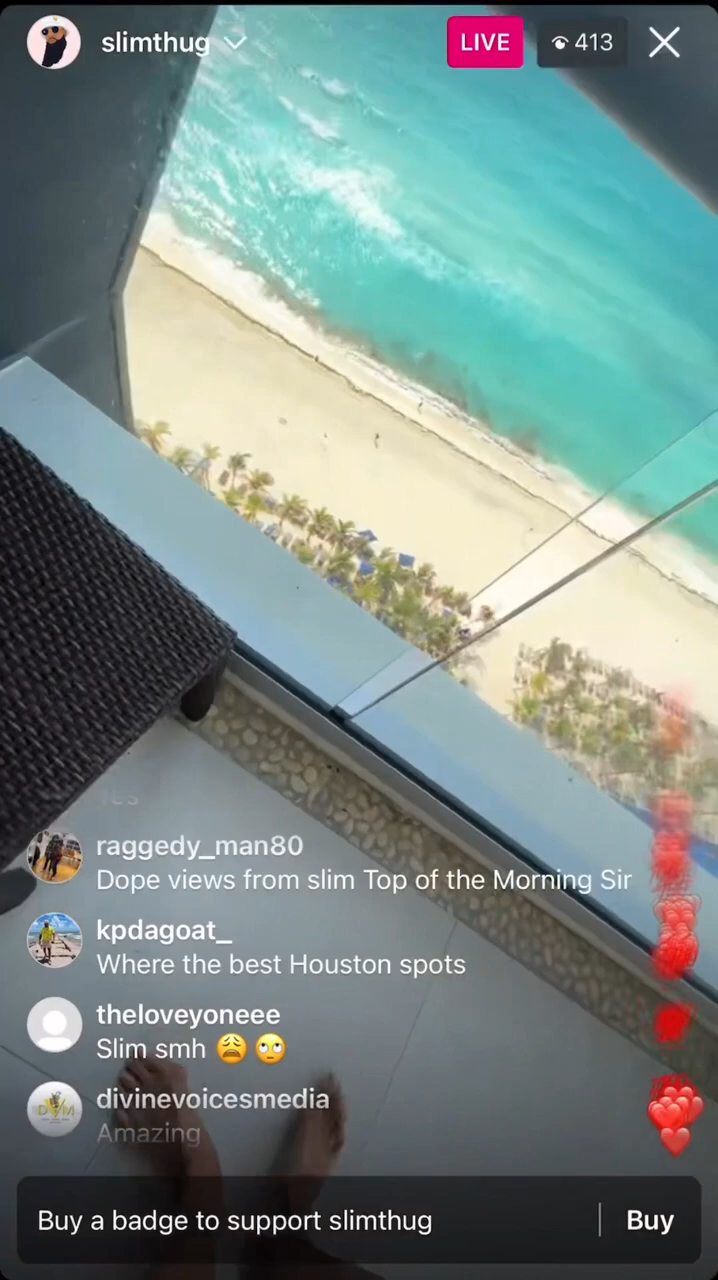 slimthug
LIVE
413
YES
raggedy_man80
Dope views from slim Top of the Morning Sir
kpdagoat_
Where the best Houston spots
theloveyoneee
Slim smh 😩 🙄
divinevoicesmedia
Amazing
Buy a badge to support slimthug
Buy